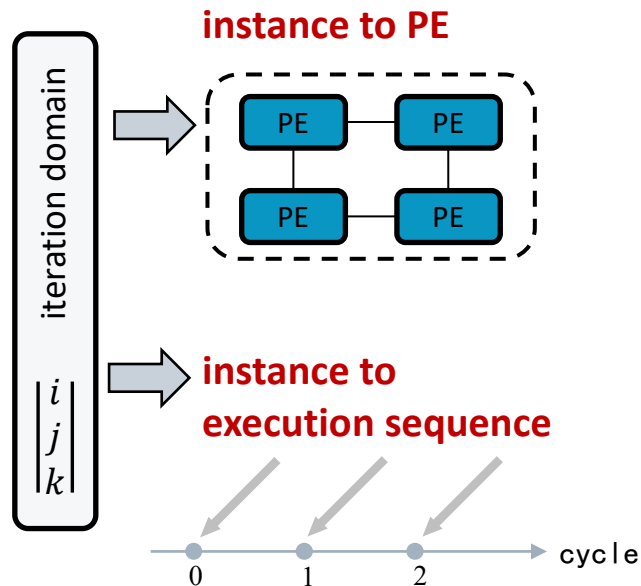 instance to PE
iteration domain
i
j
k
PE
PE
PE
PE
instance to
execution sequence
0
1
2
cycle